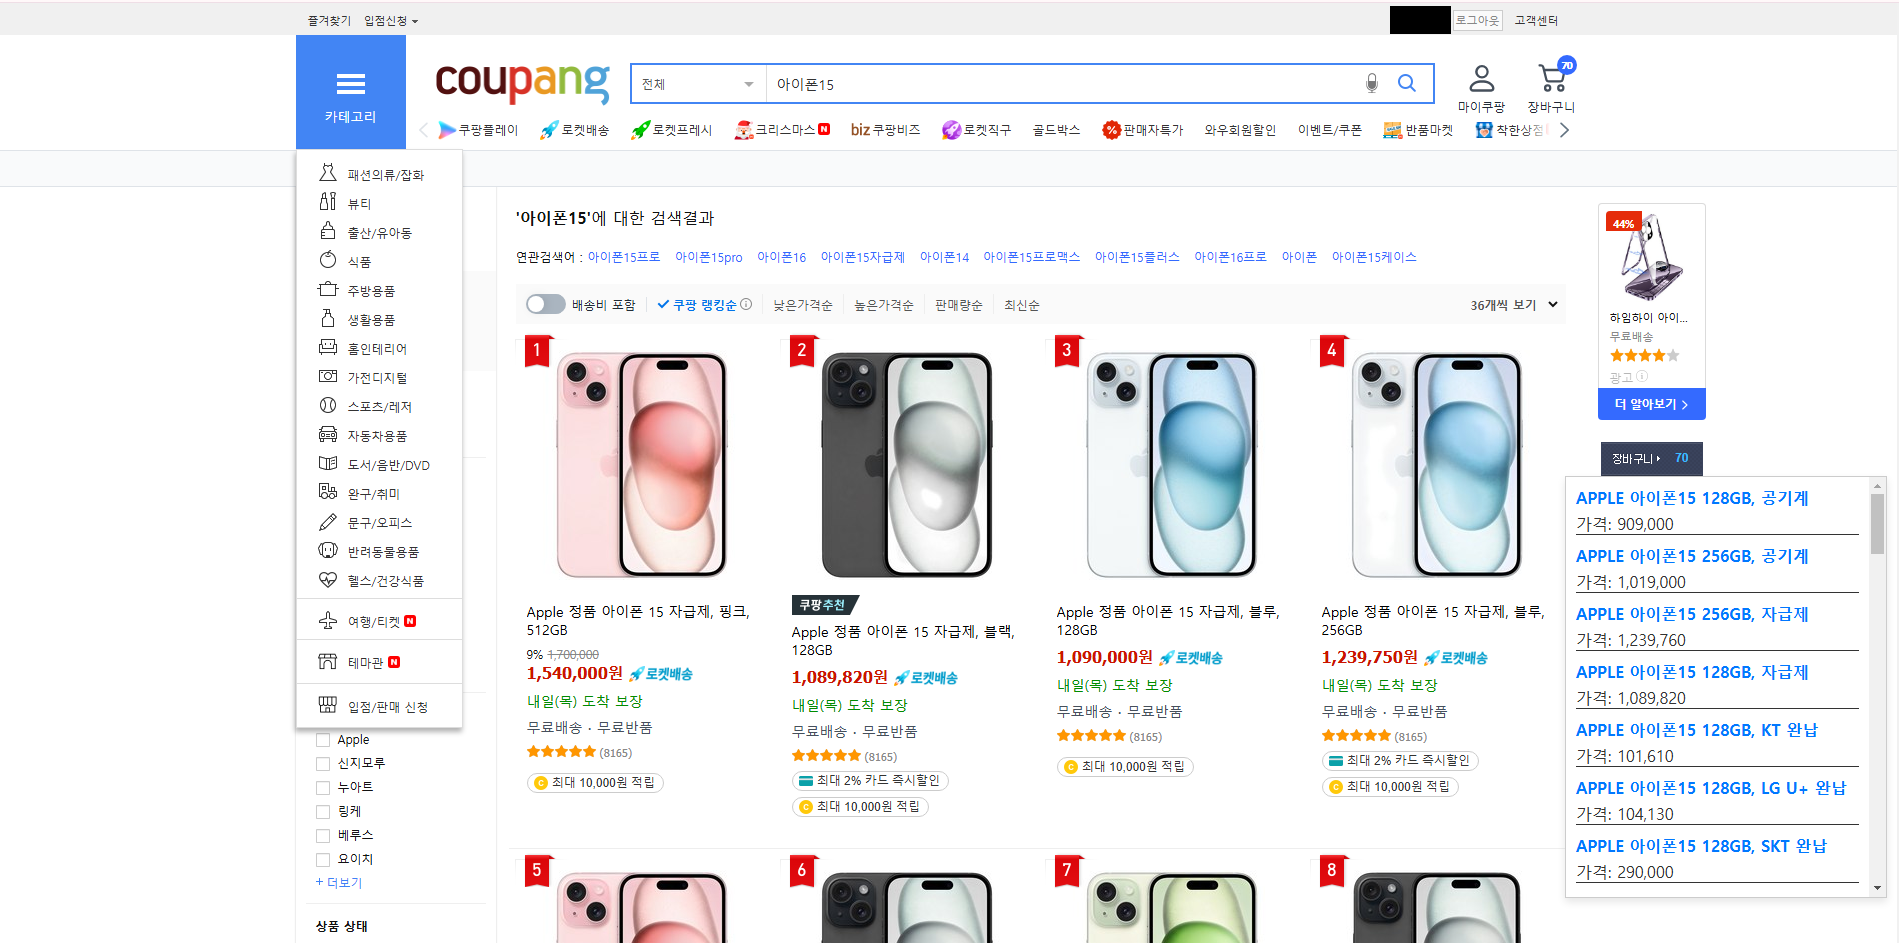 즐겨찾기 입점신청
로그아웃 고객센터
카테고리
coupang
전체 아이폰15
마이쿠팡
70
장바구니
쿠팡플레이 로켓배송 로켓프레시 크리스마스 N biz 쿠팡비즈 로켓직구 골드박스 판매자특가 와우회원할인 이벤트/쿠폰 반품마켓 착한상점
패션의류/잡화
뷰티
출산/유아동
식품
주방용품
생활용품
홈인테리어
가전디지털
스포츠/레저
자동차용품
도서/음반/DVD
완구/취미
문구/오피스
반려동물용품
헬스/건강식품
여행/티켓 N
테마관 N
입점/판매 신청
Apple
신지모루
누아트
링케
베루스
요이치
+ 더보기
상품 상태
'아이폰15'에 대한 검색결과
연관검색어 : 아이폰15프로 아이폰15pro 아이폰16 아이폰15자급제 아이폰14 아이폰15프로맥스 아이폰15플러스 아이폰16프로 아이폰 아이폰15케이스
배송비 포함 쿠팡 랭킹순 낮은가격순 높은가격순 판매량순 최신순 36개씩 보기
1
Apple 정품 아이폰 15 자급제, 핑크,
512GB
9% 1,700,000
1,540,000원 로켓배송
내일(목) 도착 보장
무료배송 · 무료반품
(8165)
최대 10,000원 적립
2
쿠팡추천
Apple 정품 아이폰 15 자급제, 블랙,
128GB
1,089,820원 로켓배송
내일(목) 도착 보장
무료배송 · 무료반품
(8165)
최대 2% 카드 즉시할인
최대 10,000원 적립
3
Apple 정품 아이폰 15 자급제, 블루,
128GB
1,090,000원 로켓배송
내일(목) 도착 보장
무료배송 · 무료반품
(8165)
최대 10,000원 적립
4
Apple 정품 아이폰 15 자급제, 블루,
256GB
1,239,750원 로켓배송
내일(목) 도착 보장
무료배송 · 무료반품
(8165)
최대 2% 카드 즉시할인
최대 10,000원 적립
5
6
7
8
44%
하임하이 아이...
무료배송
광고
더 알아보기
장바구니 70
APPLE 아이폰15 128GB, 공기계
가격: 909,000
APPLE 아이폰15 256GB, 공기계
가격: 1,019,000
APPLE 아이폰15 256GB, 자급제
가격: 1,239,760
APPLE 아이폰15 128GB, 자급제
가격: 1,089,820
APPLE 아이폰15 128GB, KT 완납
가격: 101,610
APPLE 아이폰15 128GB, LG U+ 완납
가격: 104,130
APPLE 아이폰15 128GB, SKT 완납
가격: 290,000